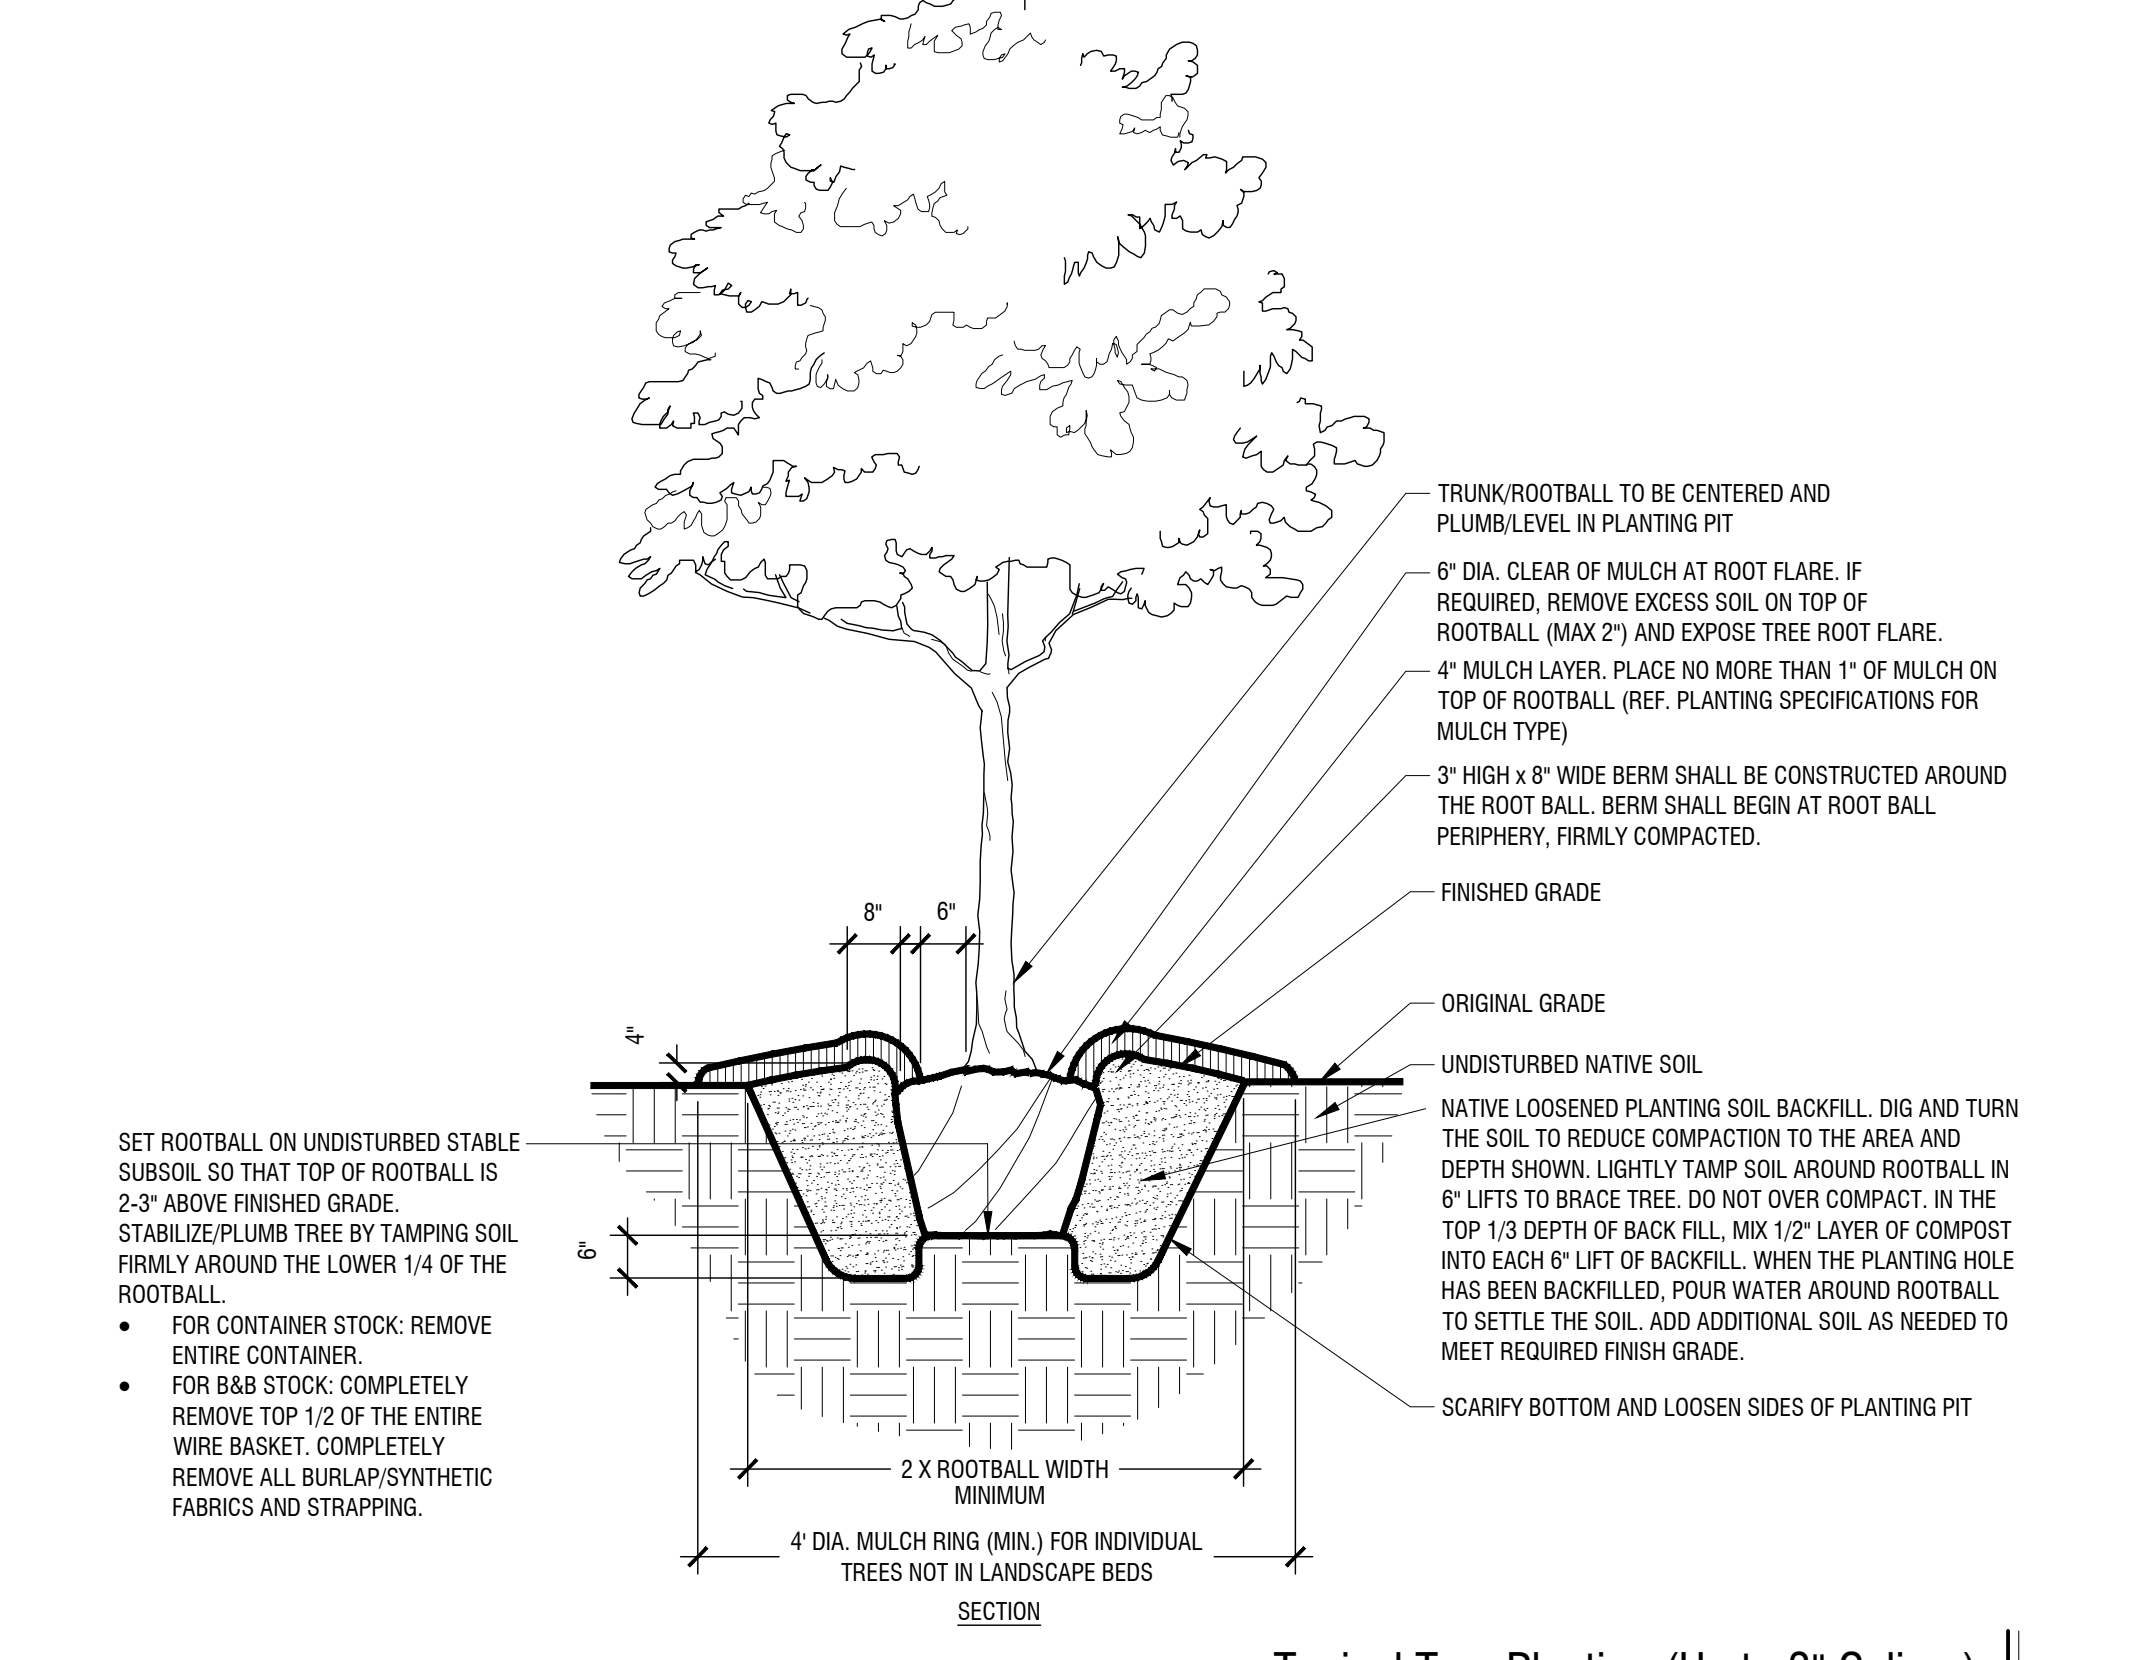 TRUNK/ROOTBALL TO BE CENTERED AND
PLUMB/LEVEL IN PLANTING PIT
6" DIA. CLEAR OF MULCH AT ROOT FLARE. IF
REQUIRED, REMOVE EXCESS SOIL ON TOP OF
ROOTBALL (MAX 2") AND EXPOSE TREE ROOT FLARE.
4" MULCH LAYER. PLACE NO MORE THAN 1" OF MULCH ON
TOP OF ROOTBALL (REF. PLANTING SPECIFICATIONS FOR
MULCH TYPE)
3" HIGH x 8" WIDE BERM SHALL BE CONSTRUCTED AROUND
THE ROOT BALL. BERM SHALL BEGIN AT ROOT BALL
PERIPHERY, FIRMLY COMPACTED.
FINISHED GRADE
ORIGINAL GRADE
UNDISTURBED NATIVE SOIL
NATIVE LOOSENED PLANTING SOIL BACKFILL. DIG AND TURN
THE SOIL TO REDUCE COMPACTION TO THE AREA AND
DEPTH SHOWN. LIGHTLY TAMP SOIL AROUND ROOTBALL IN
6" LIFTS TO BRACE TREE. DO NOT OVER COMPACT. IN THE
TOP 1/3 DEPTH OF BACK FILL, MIX 1/2" LAYER OF COMPOST
INTO EACH 6" LIFT OF BACKFILL. WHEN THE PLANTING HOLE
HAS BEEN BACKFILLED, POUR WATER AROUND ROOTBALL
TO SETTLE THE SOIL. ADD ADDITIONAL SOIL AS NEEDED TO
MEET REQUIRED FINISH GRADE.
SCARIFY BOTTOM AND LOOSEN SIDES OF PLANTING PIT
8"
6"
4"
6"
SET ROOTBALL ON UNDISTURBED STABLE
SUBSOIL SO THAT TOP OF ROOTBALL IS
2-3" ABOVE FINISHED GRADE.
STABILIZE/PLUMB TREE BY TAMPING SOIL
FIRMLY AROUND THE LOWER 1/4 OF THE
ROOTBALL.
• FOR CONTAINER STOCK: REMOVE
ENTIRE CONTAINER.
• FOR B&B STOCK: COMPLETELY
REMOVE TOP 1/2 OF THE ENTIRE
WIRE BASKET. COMPLETELY
REMOVE ALL BURLAP/SYNTHETIC
FABRICS AND STRAPPING.
2 X ROOTBALL WIDTH
MINIMUM
4' DIA. MULCH RING (MIN.) FOR INDIVIDUAL
TREES NOT IN LANDSCAPE BEDS
SECTION